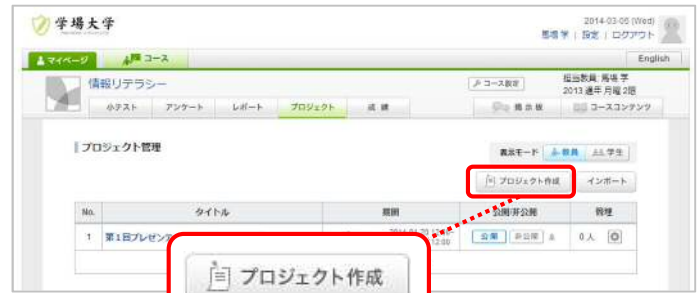 学場大学
2014-03-05 (Wed)
馬場 学 | 設定 | ログアウト
マイページ
コース
English
情報リテラシー
コース設定
担当教員: 馬場 学
2013 通年 月曜 2限
小テスト
アンケート
レポート
プロジェクト
成績
掲示板
コースコンテンツ
プロジェクト管理
表示モード
教員
学生
プロジェクト作成
インポート
No.
タイトル
期間
公開/非公開
管理
1
第1回プレゼンテ
公開
非公開
0人
プロジェクト作成